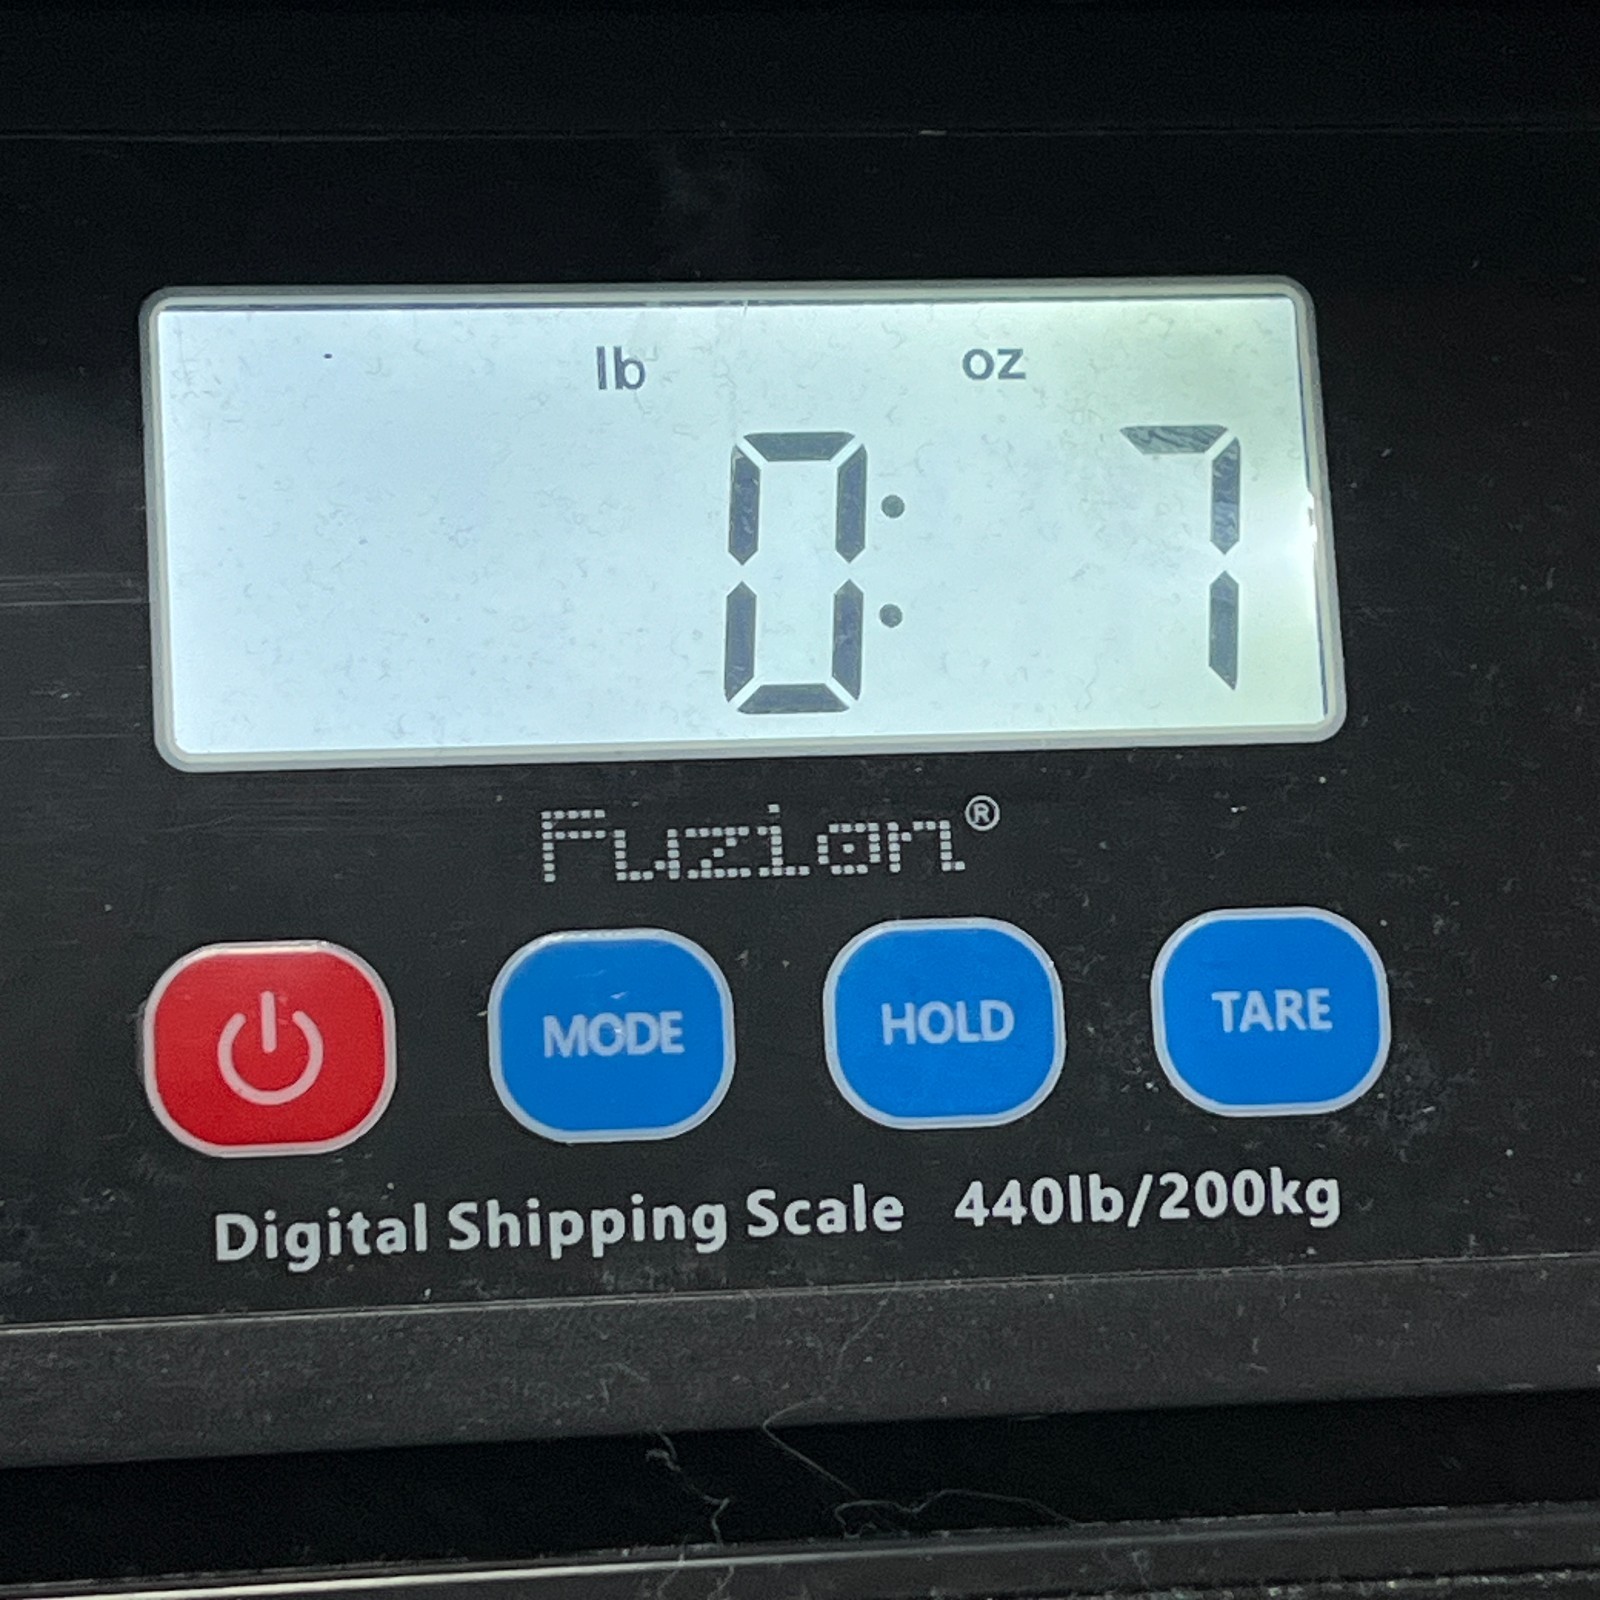 lb oz
0: 7
Fuzion®
MODE HOLD TARE
Digital Shipping Scale 440lb/200kg